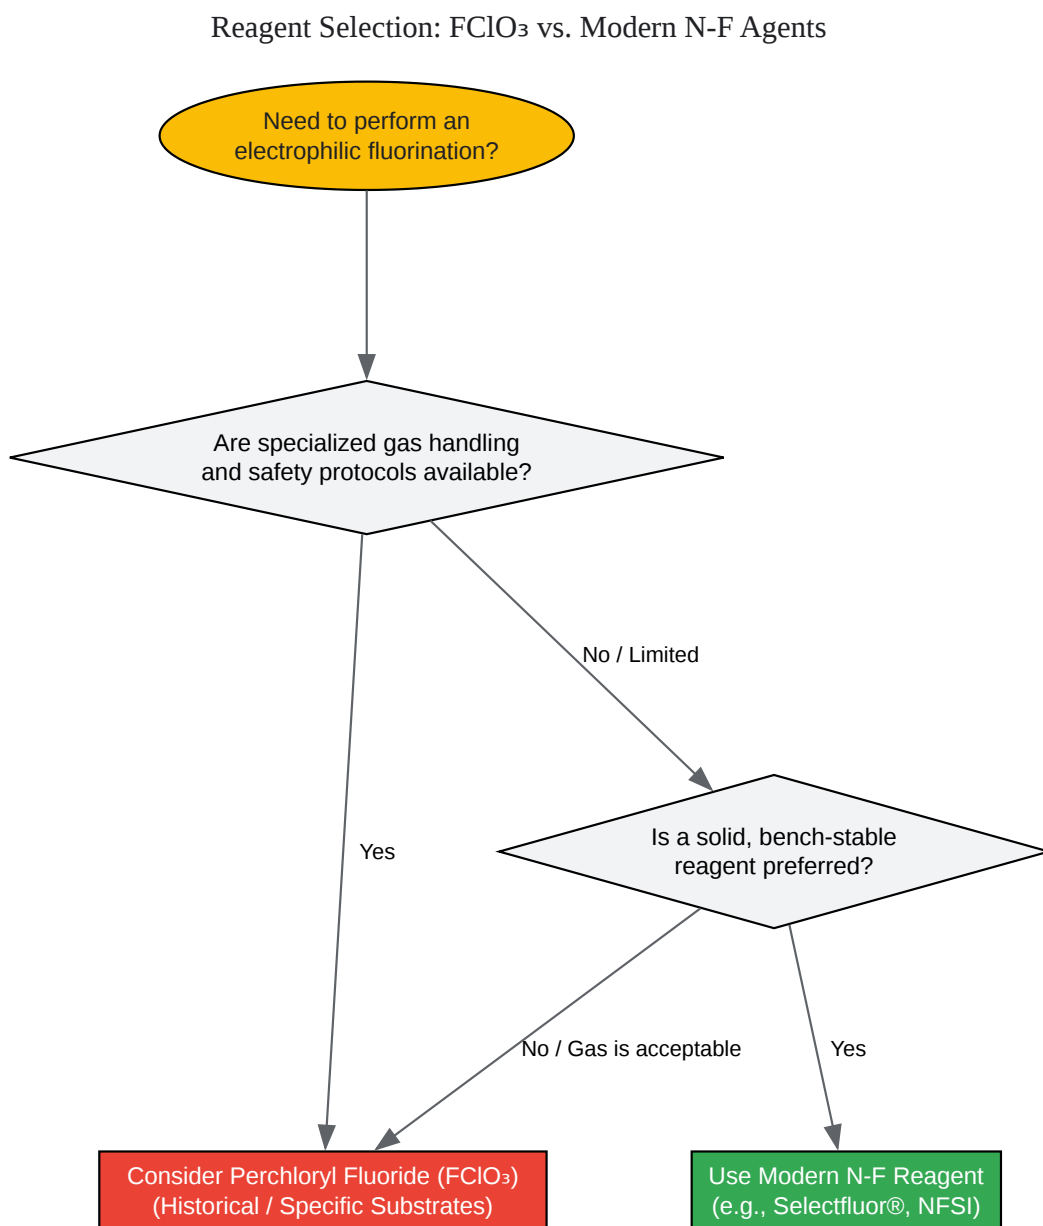 Reagent Selection: FClO₃ vs. Modern N-F Agents
Need to perform an
electrophilic fluorination?
Are specialized gas handling
and safety protocols available?
No / Limited
Yes
Is a solid, bench-stable
reagent preferred?
No / Gas is acceptable
Yes
Consider Perchloryl Fluoride (FClO₃)
(Historical / Specific Substrates)
Use Modern N-F Reagent
(e.g., Selectfluor®, NFSI)